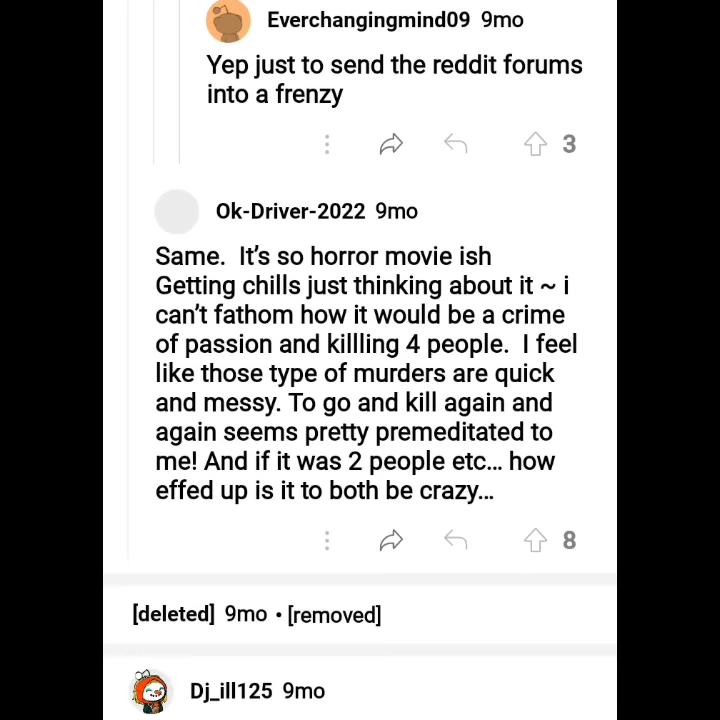 Everchangingmind09 9mo
Yep just to send the reddit forums
into a frenzy
3
Ok-Driver-2022 9mo
Same.  It's so horror movie ish
Getting chills just thinking about it ~ i
can't fathom how it would be a crime
of passion and killling 4 people.  I feel
like those type of murders are quick
and messy. To go and kill again and
again seems pretty premeditated to
me! And if it was 2 people etc... how
effed up is it to both be crazy...
8
[deleted] 9mo • [removed]
Dj_ill125 9mo